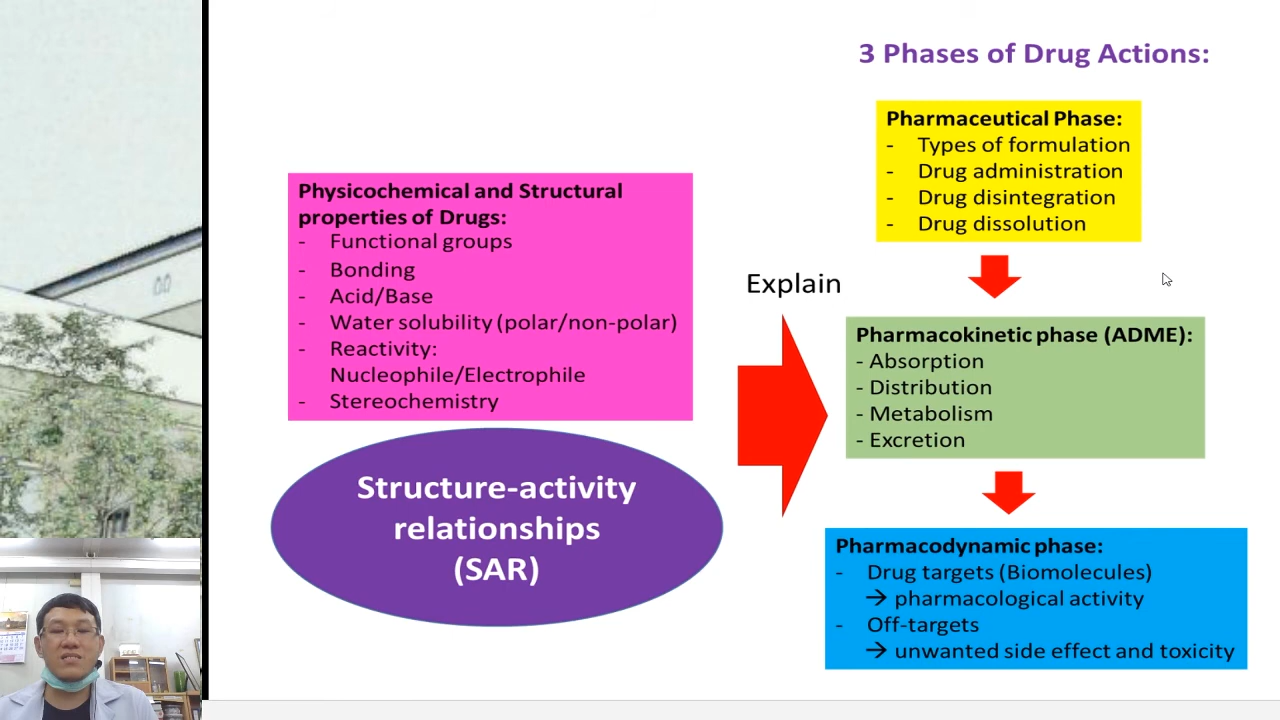 3 Phases of Drug Actions:
Physicochemical and Structural
properties of Drugs:
- Functional groups
- Bonding
- Acid/Base
- Water solubility (polar/non-polar)
- Reactivity:
Nucleophile/Electrophile
- Stereochemistry
Structure-activity
relationships
(SAR)
Explain
Pharmaceutical Phase:
- Types of formulation
- Drug administration
- Drug disintegration
- Drug dissolution
Pharmacokinetic phase (ADME):
- Absorption
- Distribution
- Metabolism
- Excretion
Pharmacodynamic phase:
- Drug targets (Biomolecules)
→ pharmacological activity
- Off-targets
→ unwanted side effect and toxicity